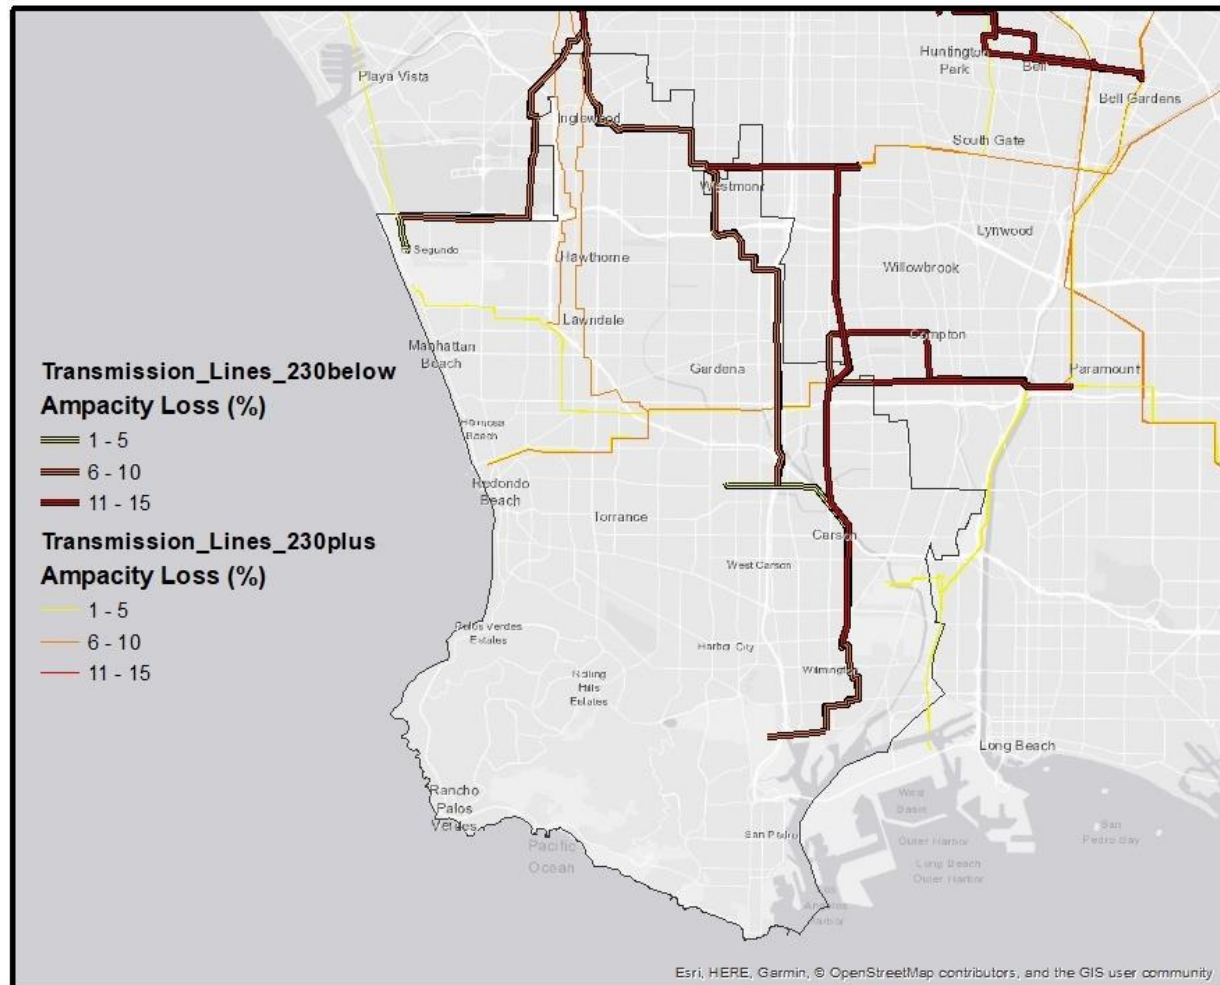 Playa Vista
Huntington
Park
Bell
Bell Gardens
Inglewood
South Gate
Westmont
Lynwood
Segundo
Hawthorne
Willowbrook
Lawndale
Compton
Manhattan
Beach
Gardena
Paramount
Transmission_Lines_230below
Ampacity Loss (%)
1 - 5
6 - 10
11 - 15
Hermosa
Beach
Redondo
Beach
Torrance
Carson
Transmission_Lines_230plus
Ampacity Loss (%)
1 - 5
6 - 10
11 - 15
West Carson
Palos Verdes
Estates
Harbor City
Rolling
Hills
Estates
Wilmington
Long Beach
Rancho
Palos
Verdes
West
Basin
San
Pedro Bay
San Pedro
Outer Harbor
Pacific
Ocean
Long Beach
Outer Harbor
Los
Angeles
Harbor
Esri, HERE, Garmin, © OpenStreetMap contributors, and the GIS user community